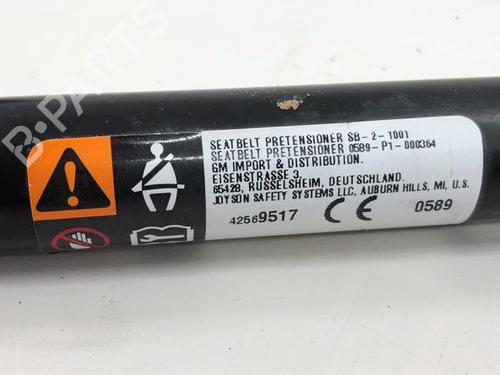 B-PARTS
SEATBELT PRETENSIONER SB-2-1001
SEATBELT PRETENSIONER 0589-P1-000364
GM IMPORT & DISTRIBUTION.
EISENSTRASSE 3,
65428, RUSSELSHEIM, DEUTSCHLAND.
JOYSON SAFETY SYSTEMS LLC, AUBURN HILLS, MI, U.S.
42569517 CE 0589